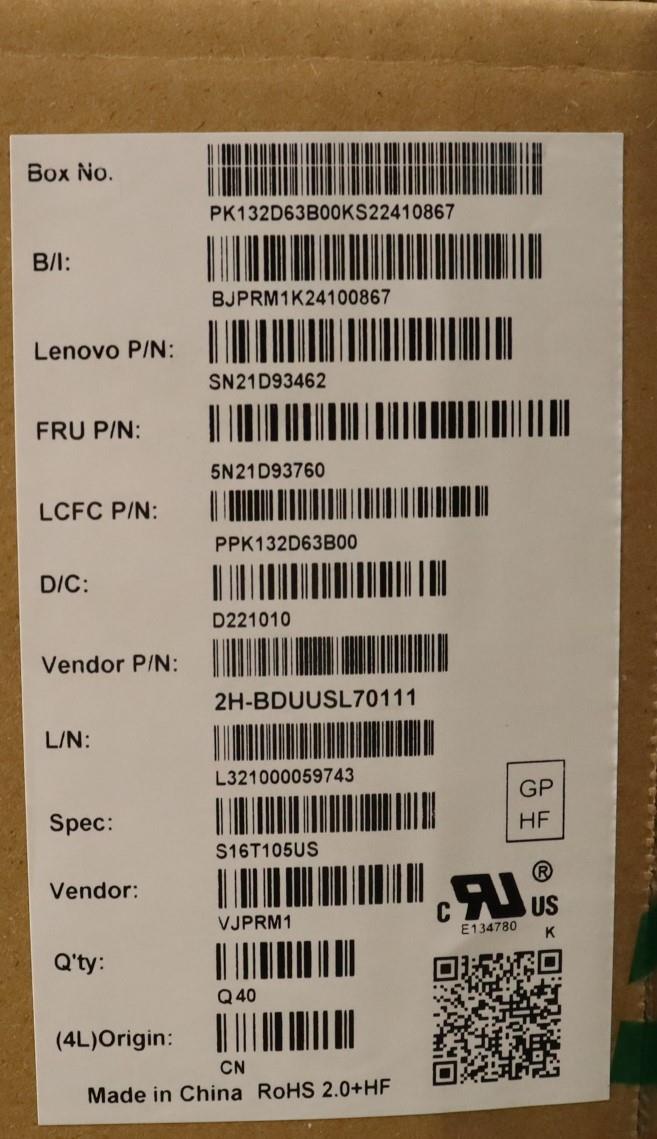 Box No.
PK132D63B00KS22410867
B/I:
BJPRM1K24100867
Lenovo P/N:
SN21D93462
FRU P/N:
5N21D93760
LCFC P/N:
PPK132D63B00
D/C:
D221010
Vendor P/N:
2H-BDUUSL70111
L/N:
L321000059743
Spec:
S16T105US
GP
HF
Vendor:
VJPRM1
C RU ® US
E134780
K
Q'ty:
Q40
(4L)Origin:
CN
Made in China RoHS 2.0+HF